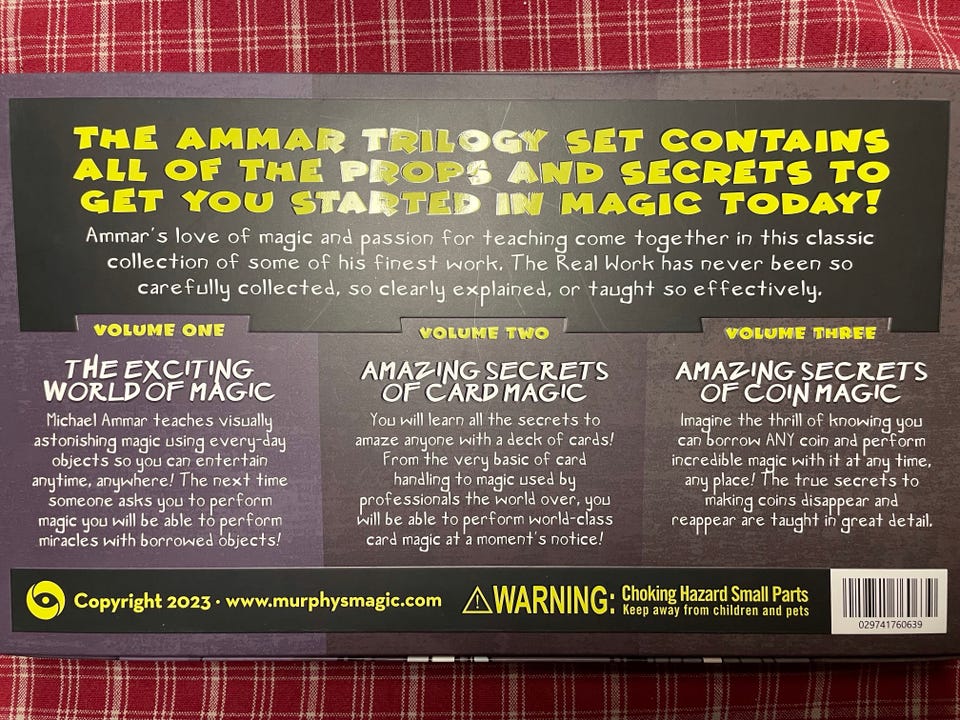 THE AMMAR TRILOGY SET CONTAINS
ALL OF THE PROPS AND SECRETS TO
GET YOU STARTED IN MAGIC TODAY!
Ammar's love of magic and passion for teaching come together in this classic
collection of some of his finest work. The Real Work has never been so
carefully collected, so clearly explained, or taught so effectively.
VOLUME ONE
THE EXCITING
WORLD OF MAGIC
Michael Ammar teaches visually
astonishing magic using every-day
objects so you can entertain
anytime, anywhere! The next time
someone asks you to perform
magic you will be able to perform
miracles with borrowed objects!
VOLUME TWO
AMAZING SECRETS
OF CARD MAGIC
You will learn all the secrets to
amaze anyone with a deck of cards!
From the very basic of card
handling to magic used by
professionals the world over, you
will be able to perform world-class
card magic at a moment's notice!
VOLUME THREE
AMAZING SECRETS
OF COIN MAGIC
Imagine the thrill of knowing you
can borrow ANY coin and perform
incredible magic with it at any time,
any place! The true secrets to
making coins disappear and
reappear are taught in great detail.
Copyright 2023 · www.murphysmagic.com
WARNING: Choking Hazard Small Parts
Keep away from children and pets
029741760639